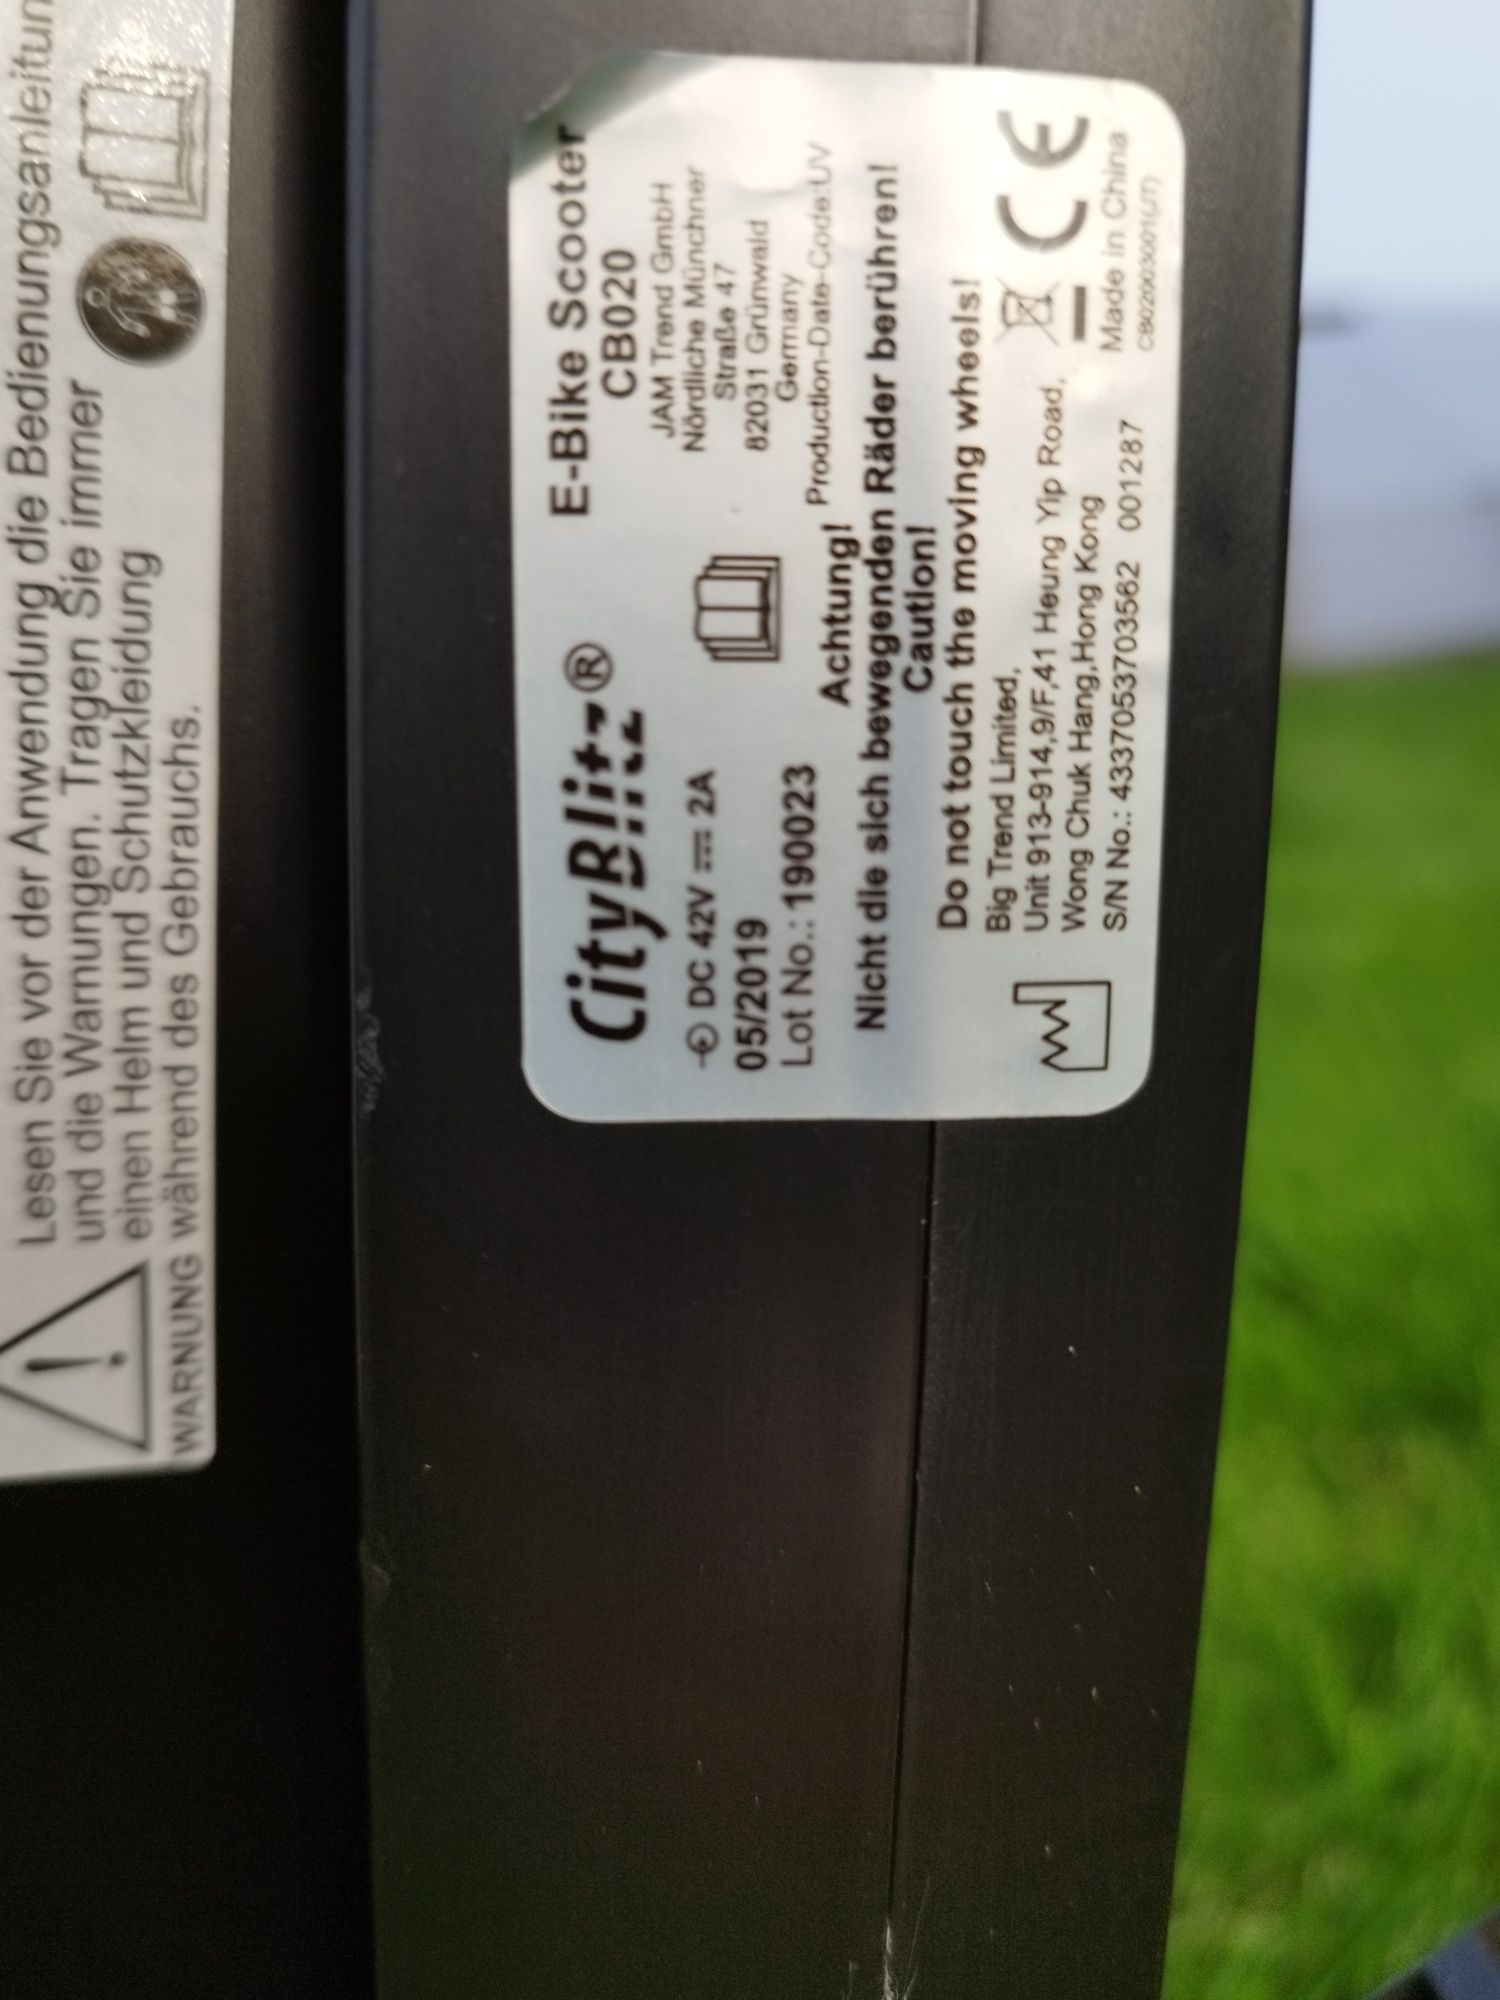 Lesen Sie vor der Anwendung die Bedienungsanleitun
und die Warnungen. Tragen Sie immer
einen Helm und Schutzkleidung
WARNUNG während des Gebrauchs.
CityBlitz® E-Bike Scooter
CB020
DC 42V 2A
05/2019
Lot No.: 190023
JAM Trend GmbH
Nördliche Münchner
Straße 47
82031 Grünwald
Germany
Production-Date-Code:UV
Achtung!
Nicht die sich bewegenden Räder berühren!
Caution!
Do not touch the moving wheels!
Big Trend Limited,
Unit 913-914,9/F,41 Heung Yip Road,
Wong Chuk Hang,Hong Kong
S/N No.: 4337053703562 001287
CE
Made in China